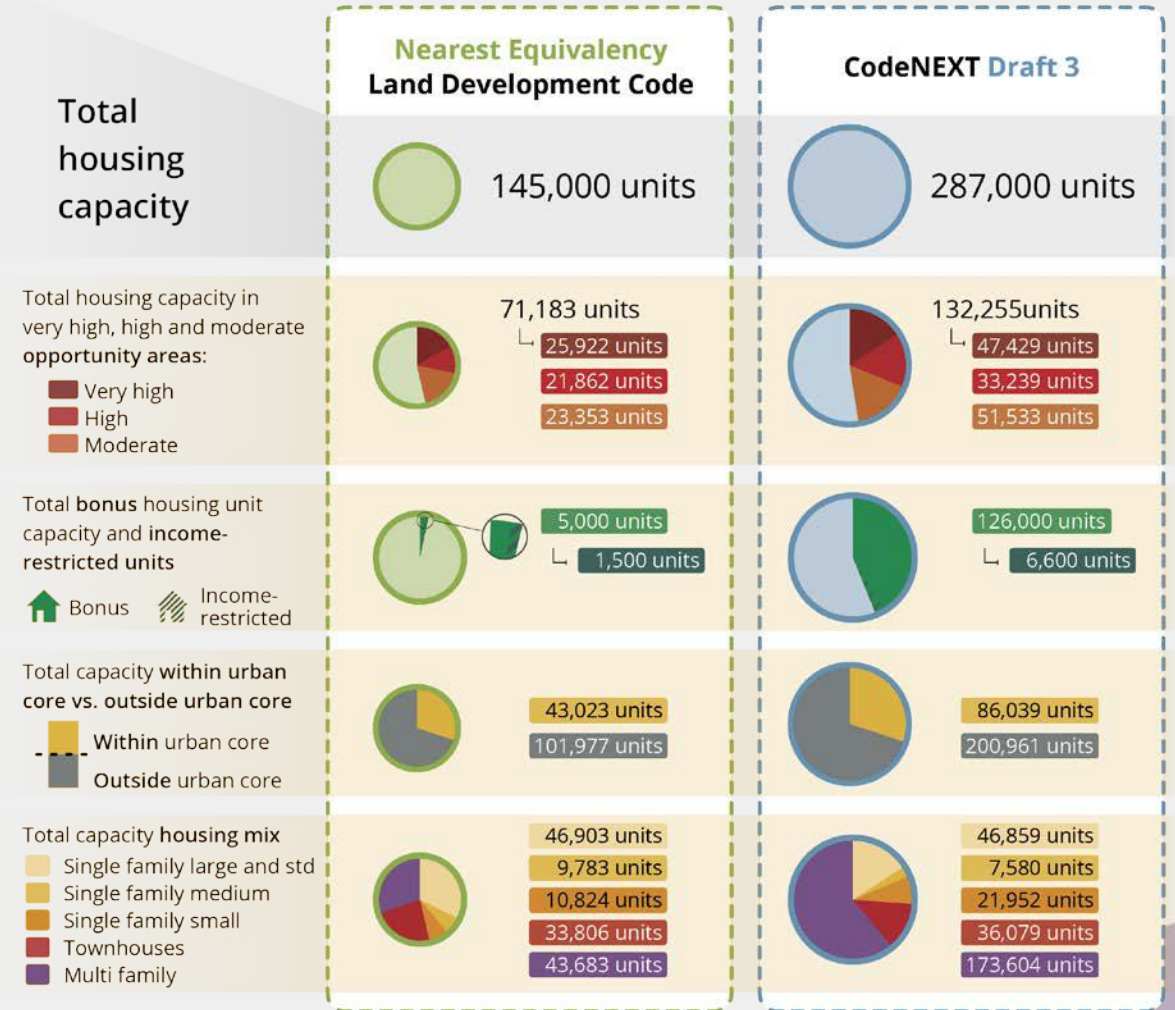 Nearest Equivalency
Land Development Code
CodeNEXT Draft 3
Total
housing
capacity
145,000 units
287,000 units
Total housing capacity in
very high, high and moderate
opportunity areas:
Very high
High
Moderate
71,183 units
25,922 units
21,862 units
23,353 units
132,255units
47,429 units
33,239 units
51,533 units
Total bonus housing unit
capacity and income-
restricted units
Bonus
Income-
restricted
5,000 units
1,500 units
126,000 units
6,600 units
Total capacity within urban
core vs. outside urban core
Within urban core
Outside urban core
43,023 units
101,977 units
86,039 units
200,961 units
Total capacity housing mix
Single family large and std
Single family medium
Single family small
Townhouses
Multi family
46,903 units
9,783 units
10,824 units
33,806 units
43,683 units
46,859 units
7,580 units
21,952 units
36,079 units
173,604 units